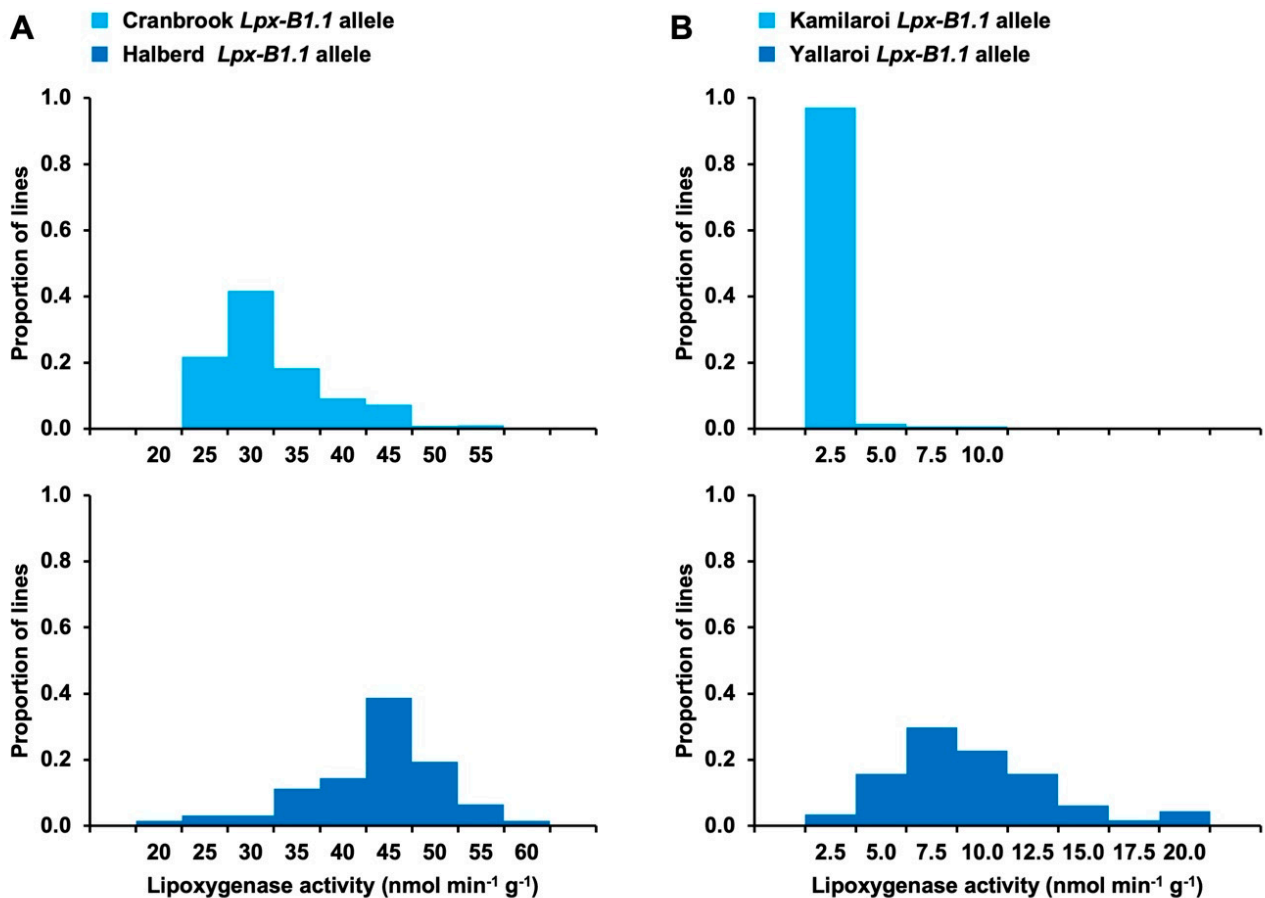 A
Cranbrook Lpx-B1.1 allele
Halberd Lpx-B1.1 allele
Proportion of lines
1.0
0.8
0.6
0.4
0.2
0.0
20 25 30 35 40 45 50 55
Proportion of lines
1.0
0.8
0.6
0.4
0.2
0.0
20 25 30 35 40 45 50 55 60
Lipoxygenase activity (nmol min⁻¹ g⁻¹)
B
Kamilaroi Lpx-B1.1 allele
Yallaroi Lpx-B1.1 allele
Proportion of lines
1.0
0.8
0.6
0.4
0.2
0.0
2.5 5.0 7.5 10.0
Proportion of lines
1.0
0.8
0.6
0.4
0.2
0.0
2.5 5.0 7.5 10.0 12.5 15.0 17.5 20.0
Lipoxygenase activity (nmol min⁻¹ g⁻¹)